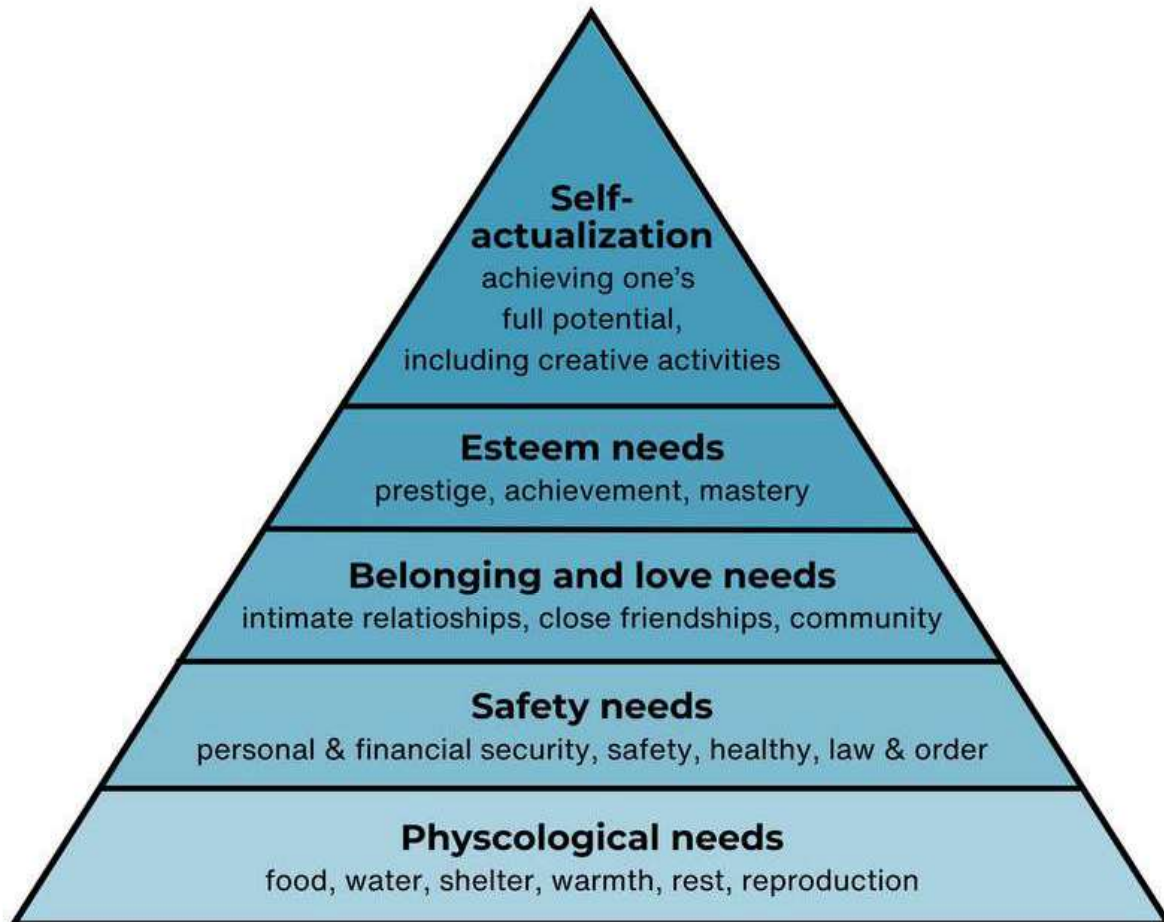 Self-
actualization
achieving one's
full potential,
including creative activities
Esteem needs
prestige, achievement, mastery
Belonging and love needs
intimate relatioships, close friendships, community
Safety needs
personal & financial security, safety, healthy, law & order
Physcological needs
food, water, shelter, warmth, rest, reproduction